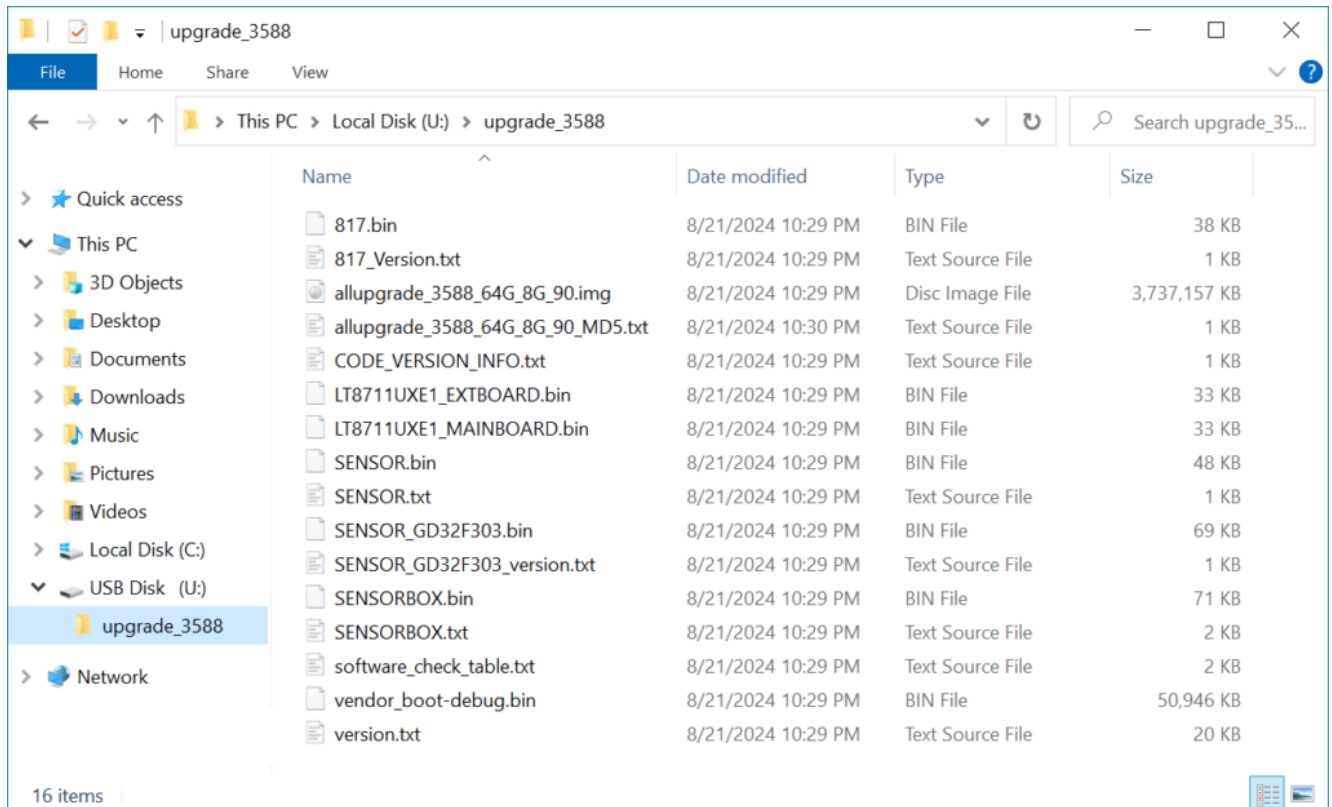 upgrade_3588
File Home Share View
This PC > Local Disk (U:) > upgrade_3588
Search upgrade_35...
Name Date modified Type Size
Quick access
This PC
3D Objects
Desktop
Documents
Downloads
Music
Pictures
Videos
Local Disk (C:)
USB Disk (U:)
upgrade_3588
Network
817.bin 8/21/2024 10:29 PM BIN File 38 KB
817_Version.txt 8/21/2024 10:29 PM Text Source File 1 KB
allupgrade_3588_64G_8G_90.img 8/21/2024 10:29 PM Disc Image File 3,737,157 KB
allupgrade_3588_64G_8G_90_MD5.txt 8/21/2024 10:30 PM Text Source File 1 KB
CODE_VERSION_INFO.txt 8/21/2024 10:29 PM Text Source File 1 KB
LT8711UXE1_EXTBOARD.bin 8/21/2024 10:29 PM BIN File 33 KB
LT8711UXE1_MAINBOARD.bin 8/21/2024 10:29 PM BIN File 33 KB
SENSOR.bin 8/21/2024 10:29 PM BIN File 48 KB
SENSOR.txt 8/21/2024 10:29 PM Text Source File 1 KB
SENSOR_GD32F303.bin 8/21/2024 10:29 PM BIN File 69 KB
SENSOR_GD32F303_version.txt 8/21/2024 10:29 PM Text Source File 1 KB
SENSORBOX.bin 8/21/2024 10:29 PM BIN File 71 KB
SENSORBOX.txt 8/21/2024 10:29 PM Text Source File 2 KB
software_check_table.txt 8/21/2024 10:29 PM Text Source File 2 KB
vendor_boot-debug.bin 8/21/2024 10:29 PM BIN File 50,946 KB
version.txt 8/21/2024 10:29 PM Text Source File 20 KB
16 items